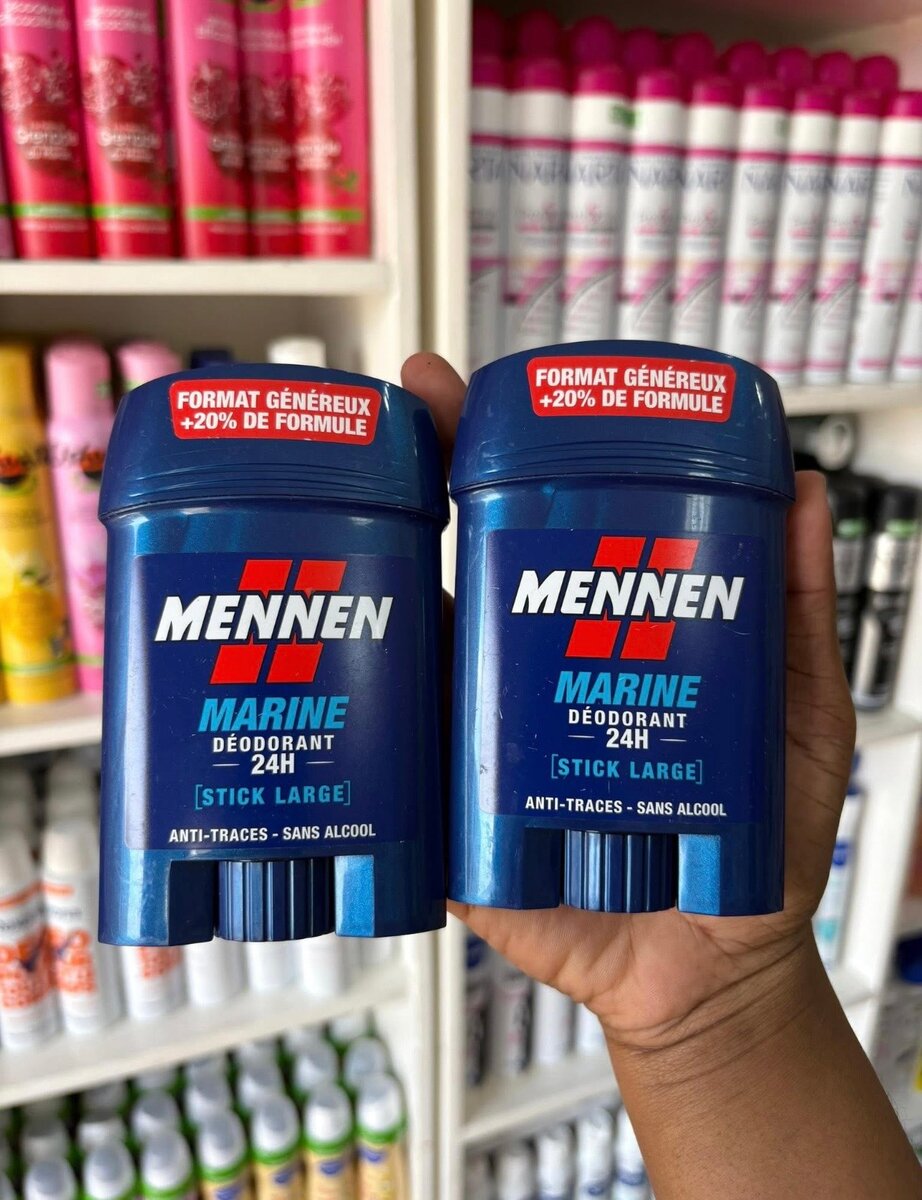 FORMAT GÉNÉREUX
+20% DE FORMULE
MENNEN
MARINE
DÉODORANT
24H
[STICK LARGE]
ANTI-TRACES - SANS ALCOOL
FORMAT GÉNÉREUX
+20% DE FORMULE
MENNEN
MARINE
DÉODORANT
24H
[STICK LARGE]
ANTI-TRACES - SANS ALCOOL